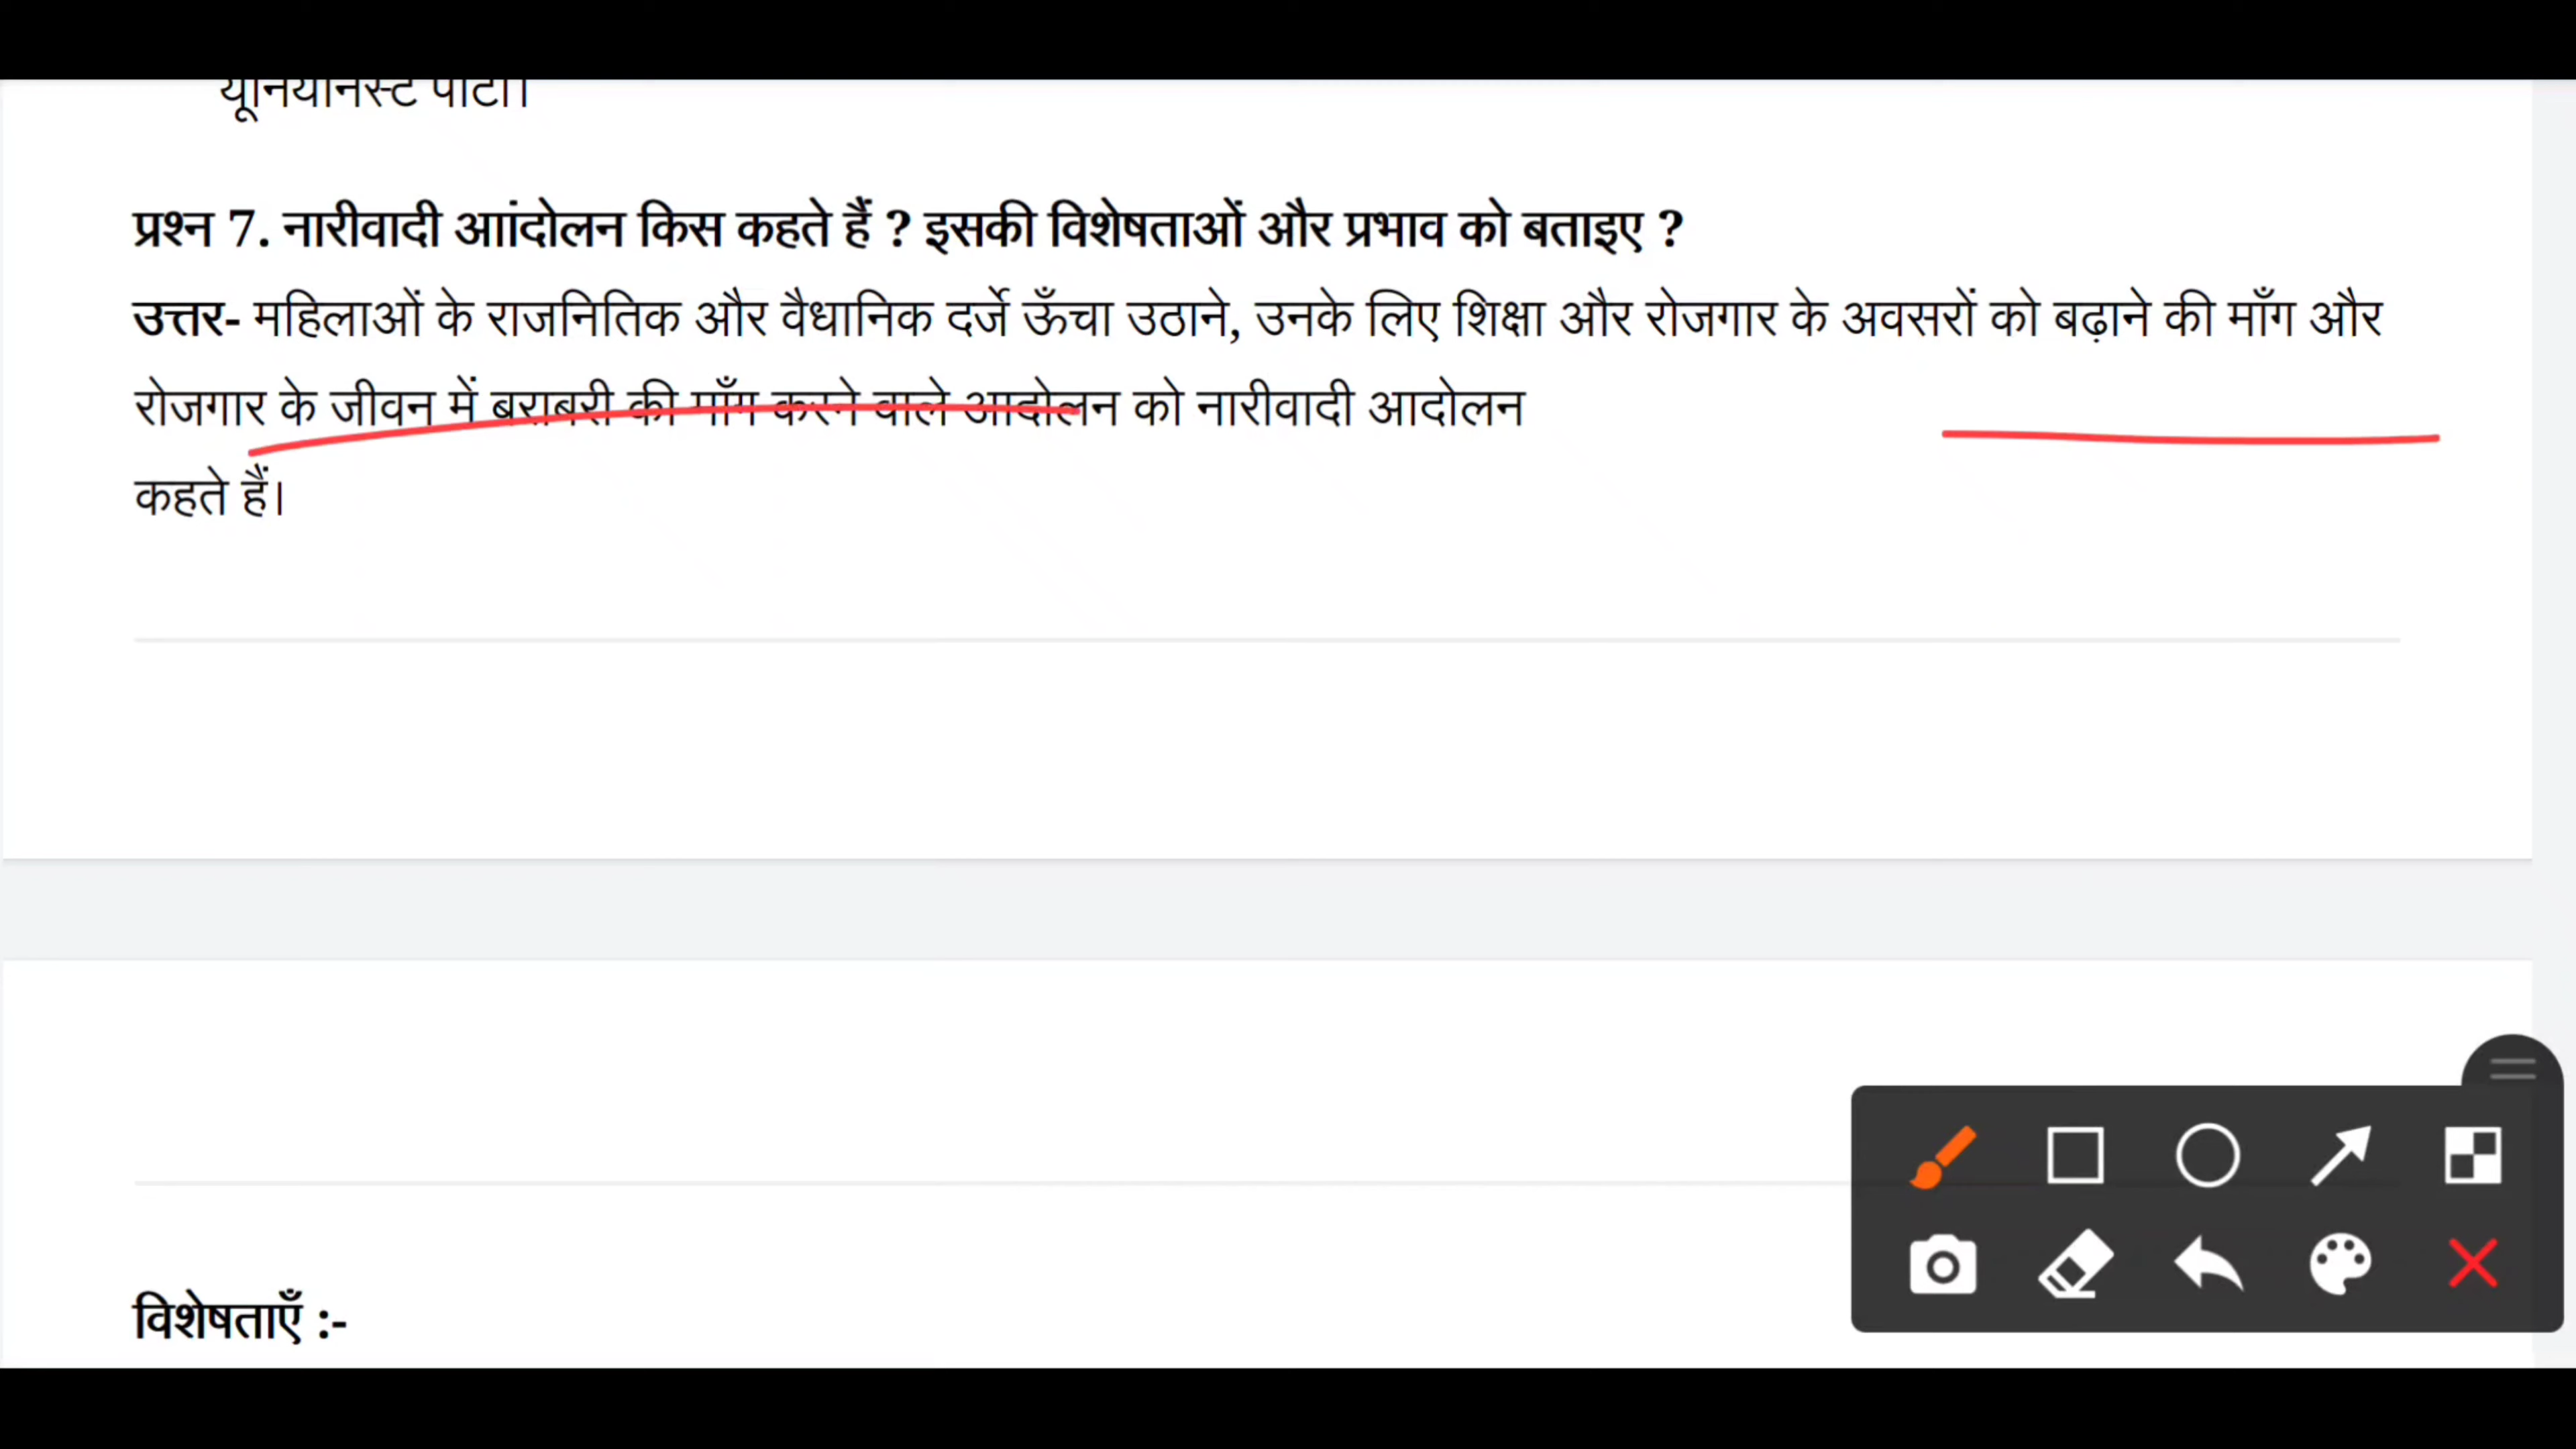 यूनियनिस्ट पार्टी।
प्रश्न 7. नारीवादी आांदोलन किस कहते हैं ? इसकी विशेषताओं और प्रभाव को बताइए ?
उत्तर- महिलाओं के राजनितिक और वैधानिक दर्जे ऊँचा उठाने, उनके लिए शिक्षा और रोजगार के अवसरों को बढ़ाने की माँग और
रोजगार के जीवन में बराबरी की माँग करने वाले आदोलन को नारीवादी आदोलन
कहते हैं।
विशेषताएँ :-